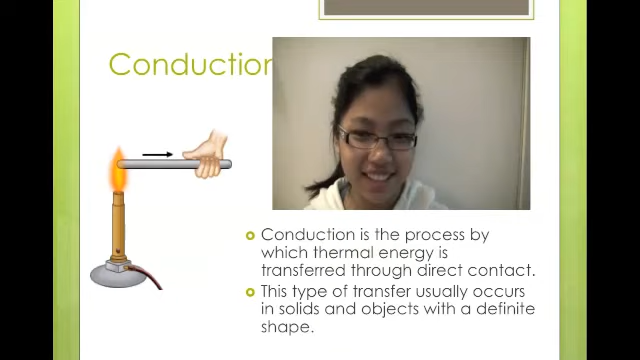 Conduction
Conduction is the process by
which thermal energy is
transferred through direct contact.
This type of transfer usually occurs
in solids and objects with a definite
shape.